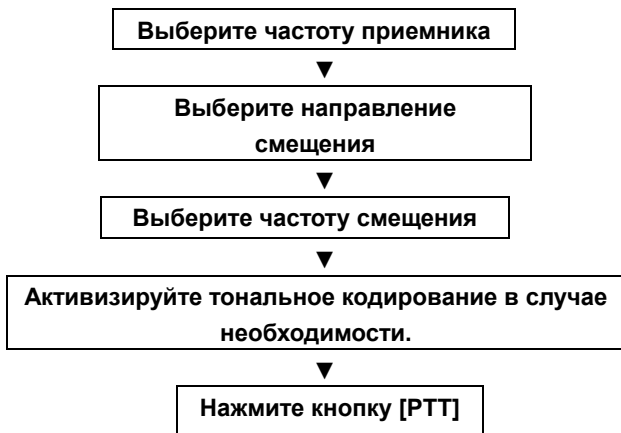 Выберите частоту приемника
▼
Выберите направление
смещения
▼
Выберите частоту смещения
▼
Активизируйте тональное кодирование в случае
необходимости.
▼
Нажмите кнопку [PTT]